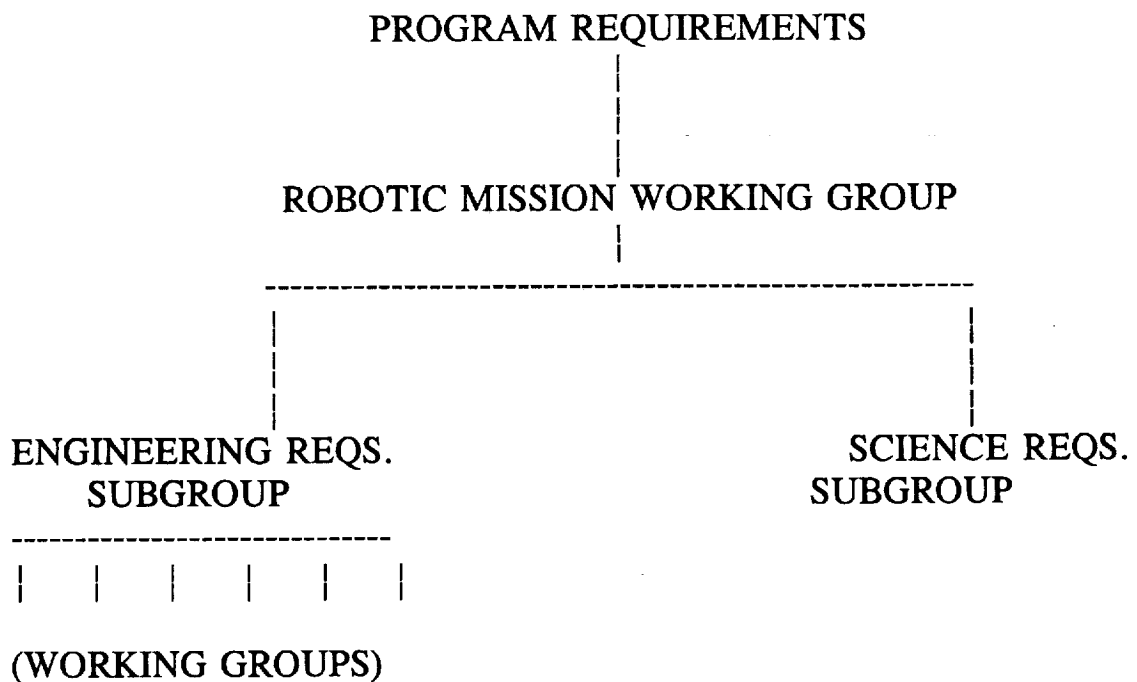 PROGRAM REQUIREMENTS
ROBOTIC MISSION WORKING GROUP
ENGINEERING REQS.
SUBGROUP
SCIENCE REQS.
SUBGROUP
(WORKING GROUPS)